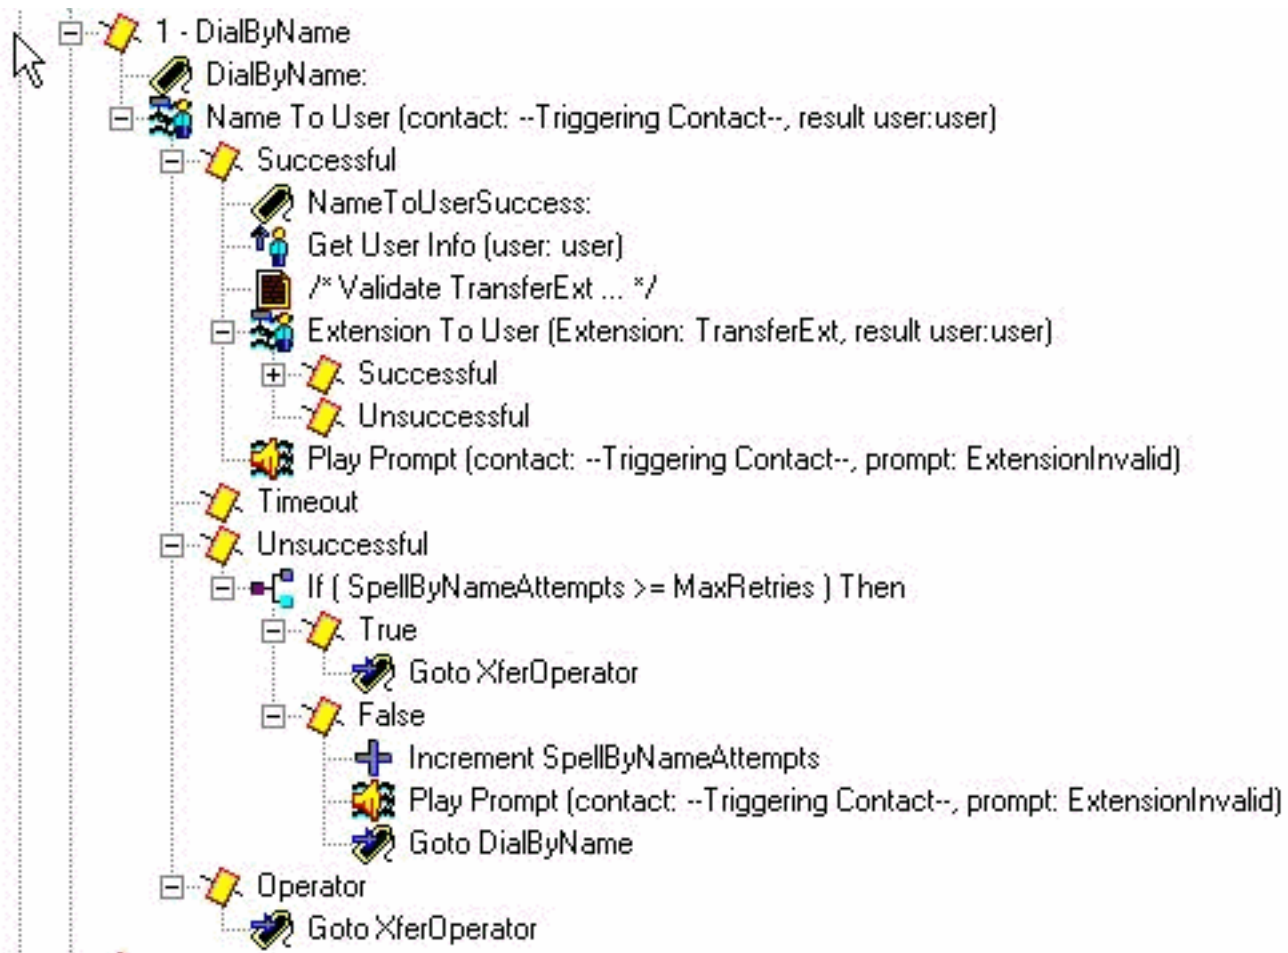 1 - DialByName
DialByName:
Name To User (contact: --Triggering Contact--, result user:user)
Successful
NameToUserSuccess:
Get User Info (user: user)
/* Validate TransferExt ... */
Extension To User (Extension: TransferExt, result user:user)
Successful
Unsuccessful
Play Prompt (contact: --Triggering Contact--, prompt: ExtensionInvalid)
Timeout
Unsuccessful
If ( SpellByNameAttempts >= MaxRetries ) Then
True
Goto XferOperator
False
Increment SpellByNameAttempts
Play Prompt (contact: --Triggering Contact--, prompt: ExtensionInvalid)
Goto DialByName
Operator
Goto XferOperator